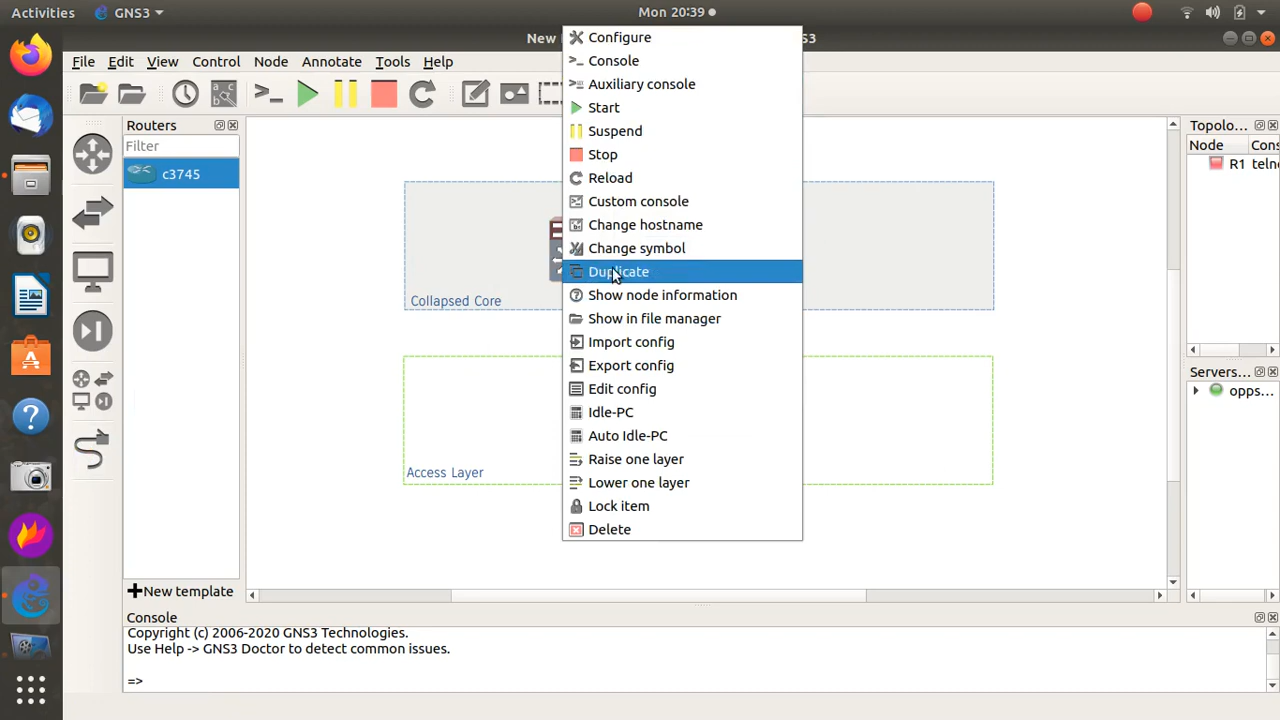 Activities
GNS3
Mon 20:39
New
S3
File Edit View Control Node Annotate Tools Help
Routers
Filter
c3745
New template
Collapsed Core
Access Layer
Configure
Console
Auxiliary console
Start
Suspend
Stop
Reload
Custom console
Change hostname
Change symbol
Duplicate
Show node information
Show in file manager
Import config
Export config
Edit config
Idle-PC
Auto Idle-PC
Raise one layer
Lower one layer
Lock item
Delete
Topolo...
Node Cons
R1 teln
Servers...
opps...
Console
Copyright (c) 2006-2020 GNS3 Technologies.
Use Help -> GNS3 Doctor to detect common issues.
=>